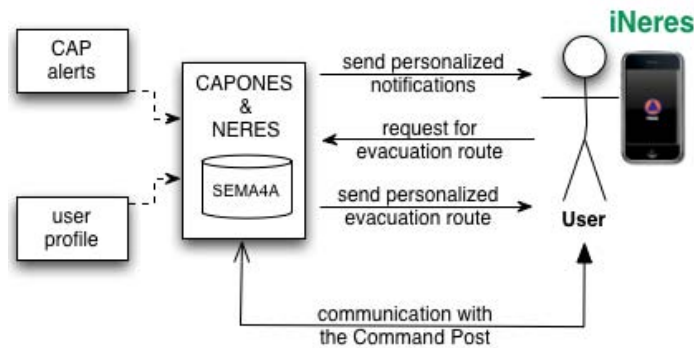 iNeres
CAP
alerts
CAPONES
&
NERES
SEMA4A
user
profile
send personalized
notifications
request for
evacuation route
send personalized
evacuation route
User
communication with
the Command Post